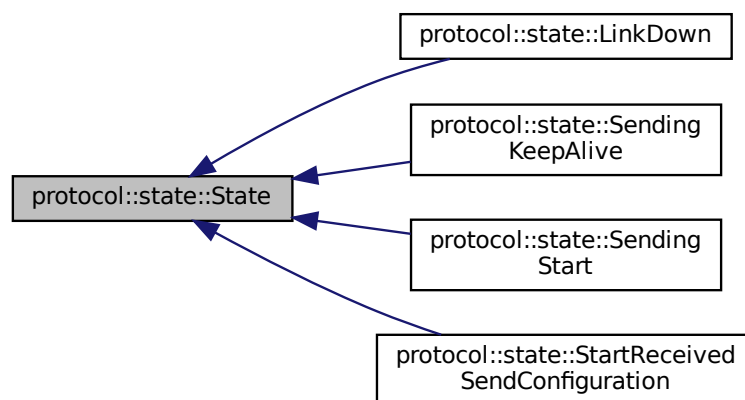 protocol::state::LinkDown
protocol::state::Sending
KeepAlive
protocol::state::State
protocol::state::Sending
Start
protocol::state::StartReceived
SendConfiguration